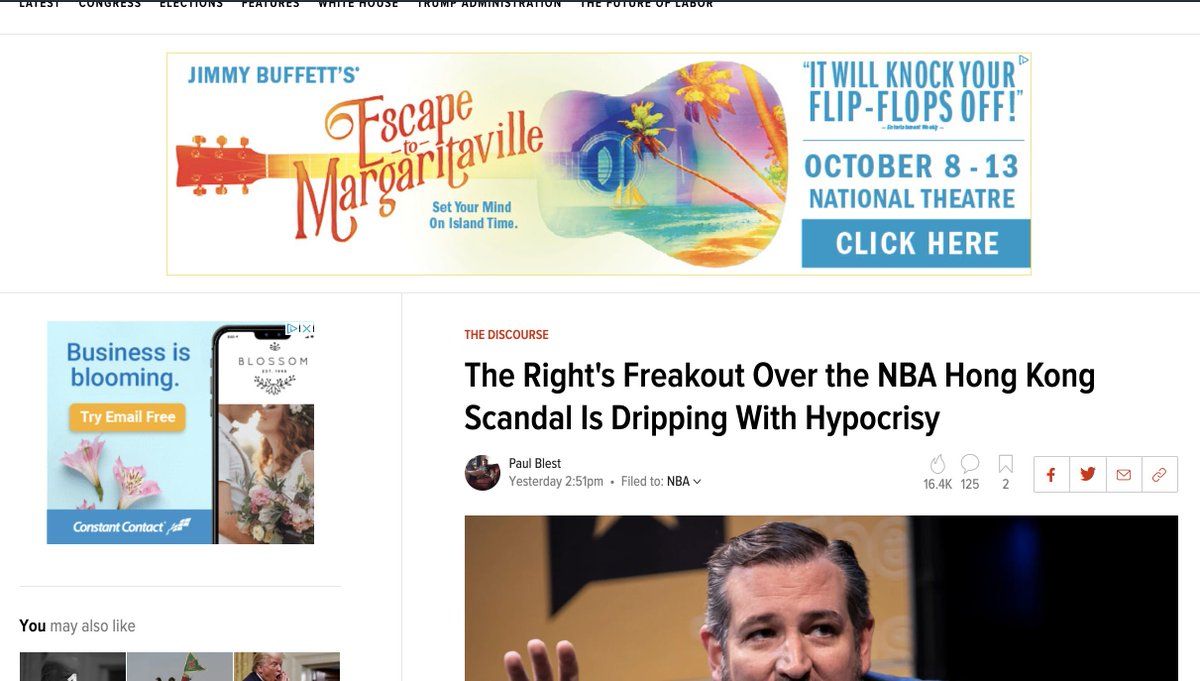 LATEST CONGRESS ELECTIONS FEATURES WHITE HOUSE TRUMP ADMINISTRATION THE FUTURE OF LABOR
JIMMY BUFFETT'S
Escape
-to-
Margaritaville
Set Your Mind
On Island Time.
"IT WILL KNOCK YOUR
FLIP-FLOPS OFF!"
– Entertainment Weekly –
OCTOBER 8 - 13
NATIONAL THEATRE
CLICK HERE
Business is
blooming.
Try Email Free
Constant Contact
BLOSSOM
EST. 1998
THE DISCOURSE
The Right's Freakout Over the NBA Hong Kong
Scandal Is Dripping With Hypocrisy
Paul Blest
Yesterday 2:51pm • Filed to: NBA
16.4K 125 2
You may also like